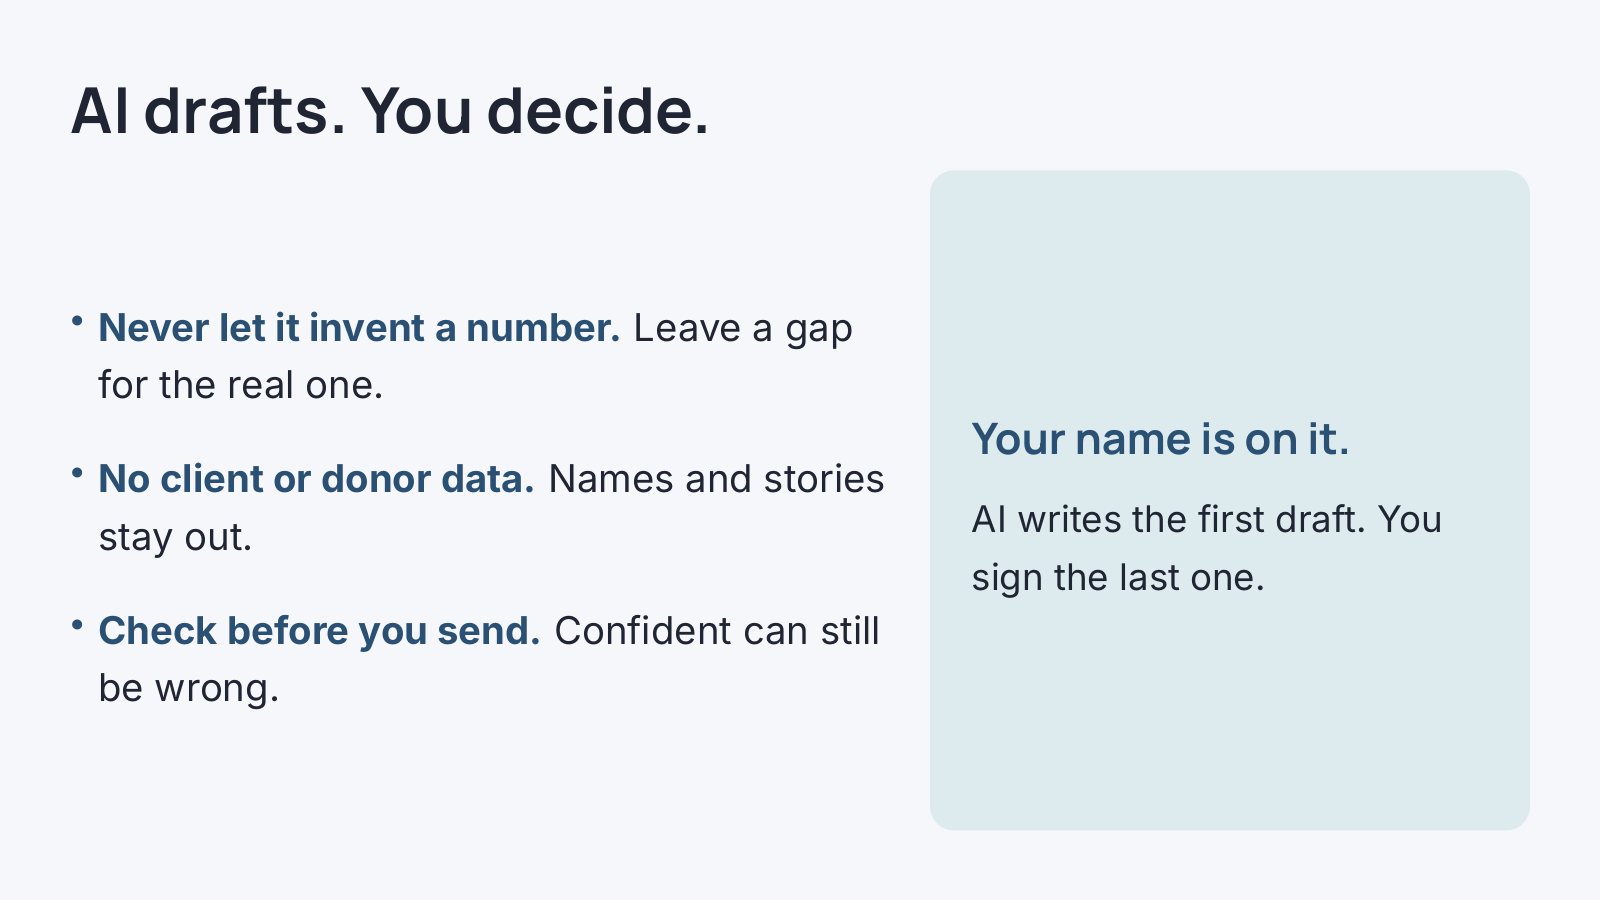 AI drafts. You decide.
• Never let it invent a number. Leave a gap
for the real one.
• No client or donor data. Names and stories
stay out.
• Check before you send. Confident can still
be wrong.
Your name is on it.
AI writes the first draft. You
sign the last one.